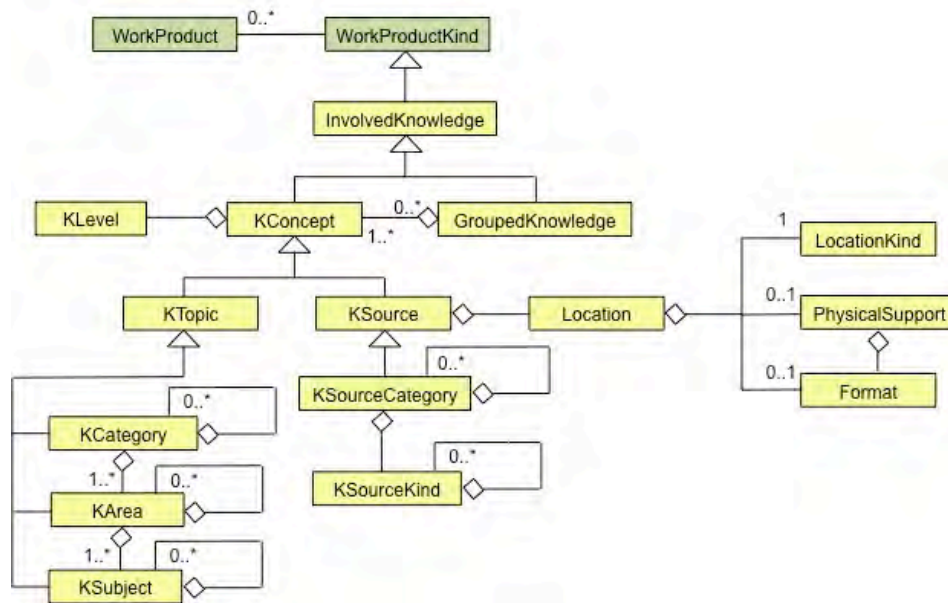 0..*
WorkProduct
WorkProductKind
InvolvedKnowledge
KLevel
KConcept
0..*
1..*
GroupedKnowledge
1
LocationKind
KTopic
KSource
Location
0..1
PhysicalSupport
0..*
KSourceCategory
0..1
Format
0..*
KCategory
0..*
KSourceKind
1..*
0..*
KArea
1..*
0..*
KSubject